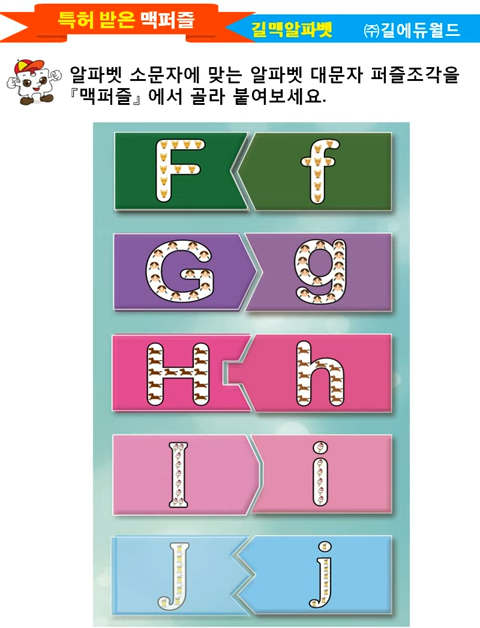 특허 받은 맥퍼즐
길맥알파벳 ㈜길에듀월드
알파벳 소문자에 맞는 알파벳 대문자 퍼즐조각을
『맥퍼즐』 에서 골라 붙여보세요.
F f
G g
H h
I i
J j